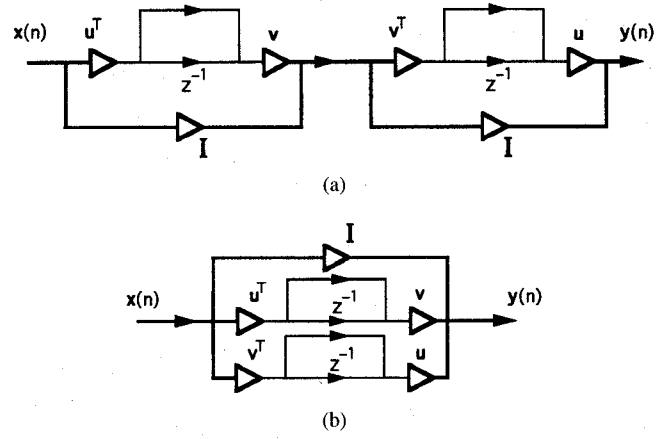 x(n) u^T z^{-1} v v^T z^{-1} u y(n)
I I
(a)
I
x(n) u^T z^{-1} v y(n)
v^T z^{-1} u
(b)